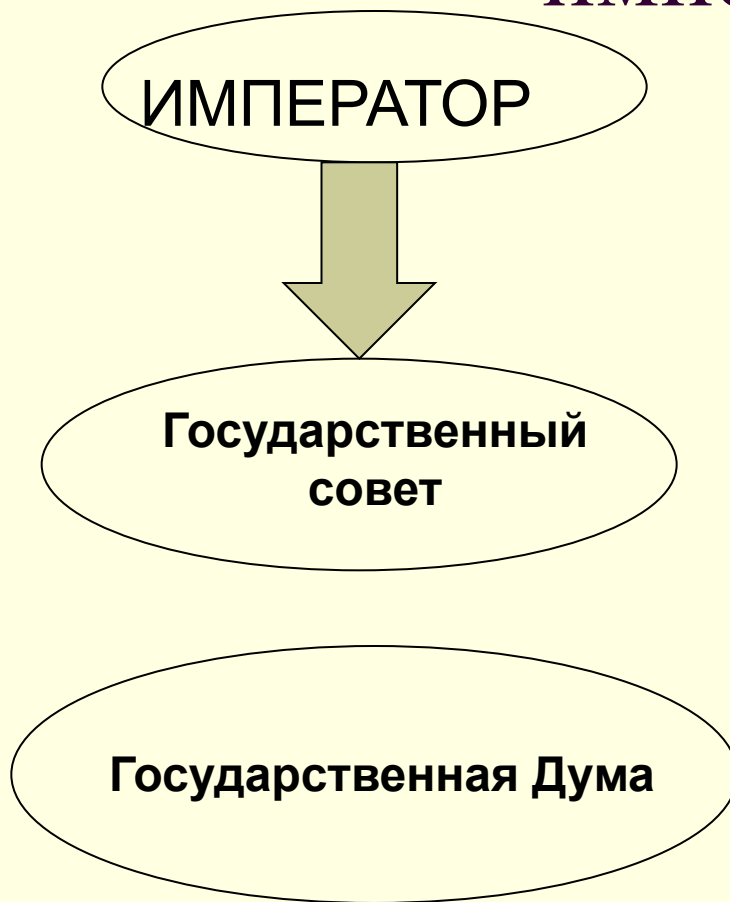 ИМПЕРАТОР
Государственный
совет
Государственная Дума